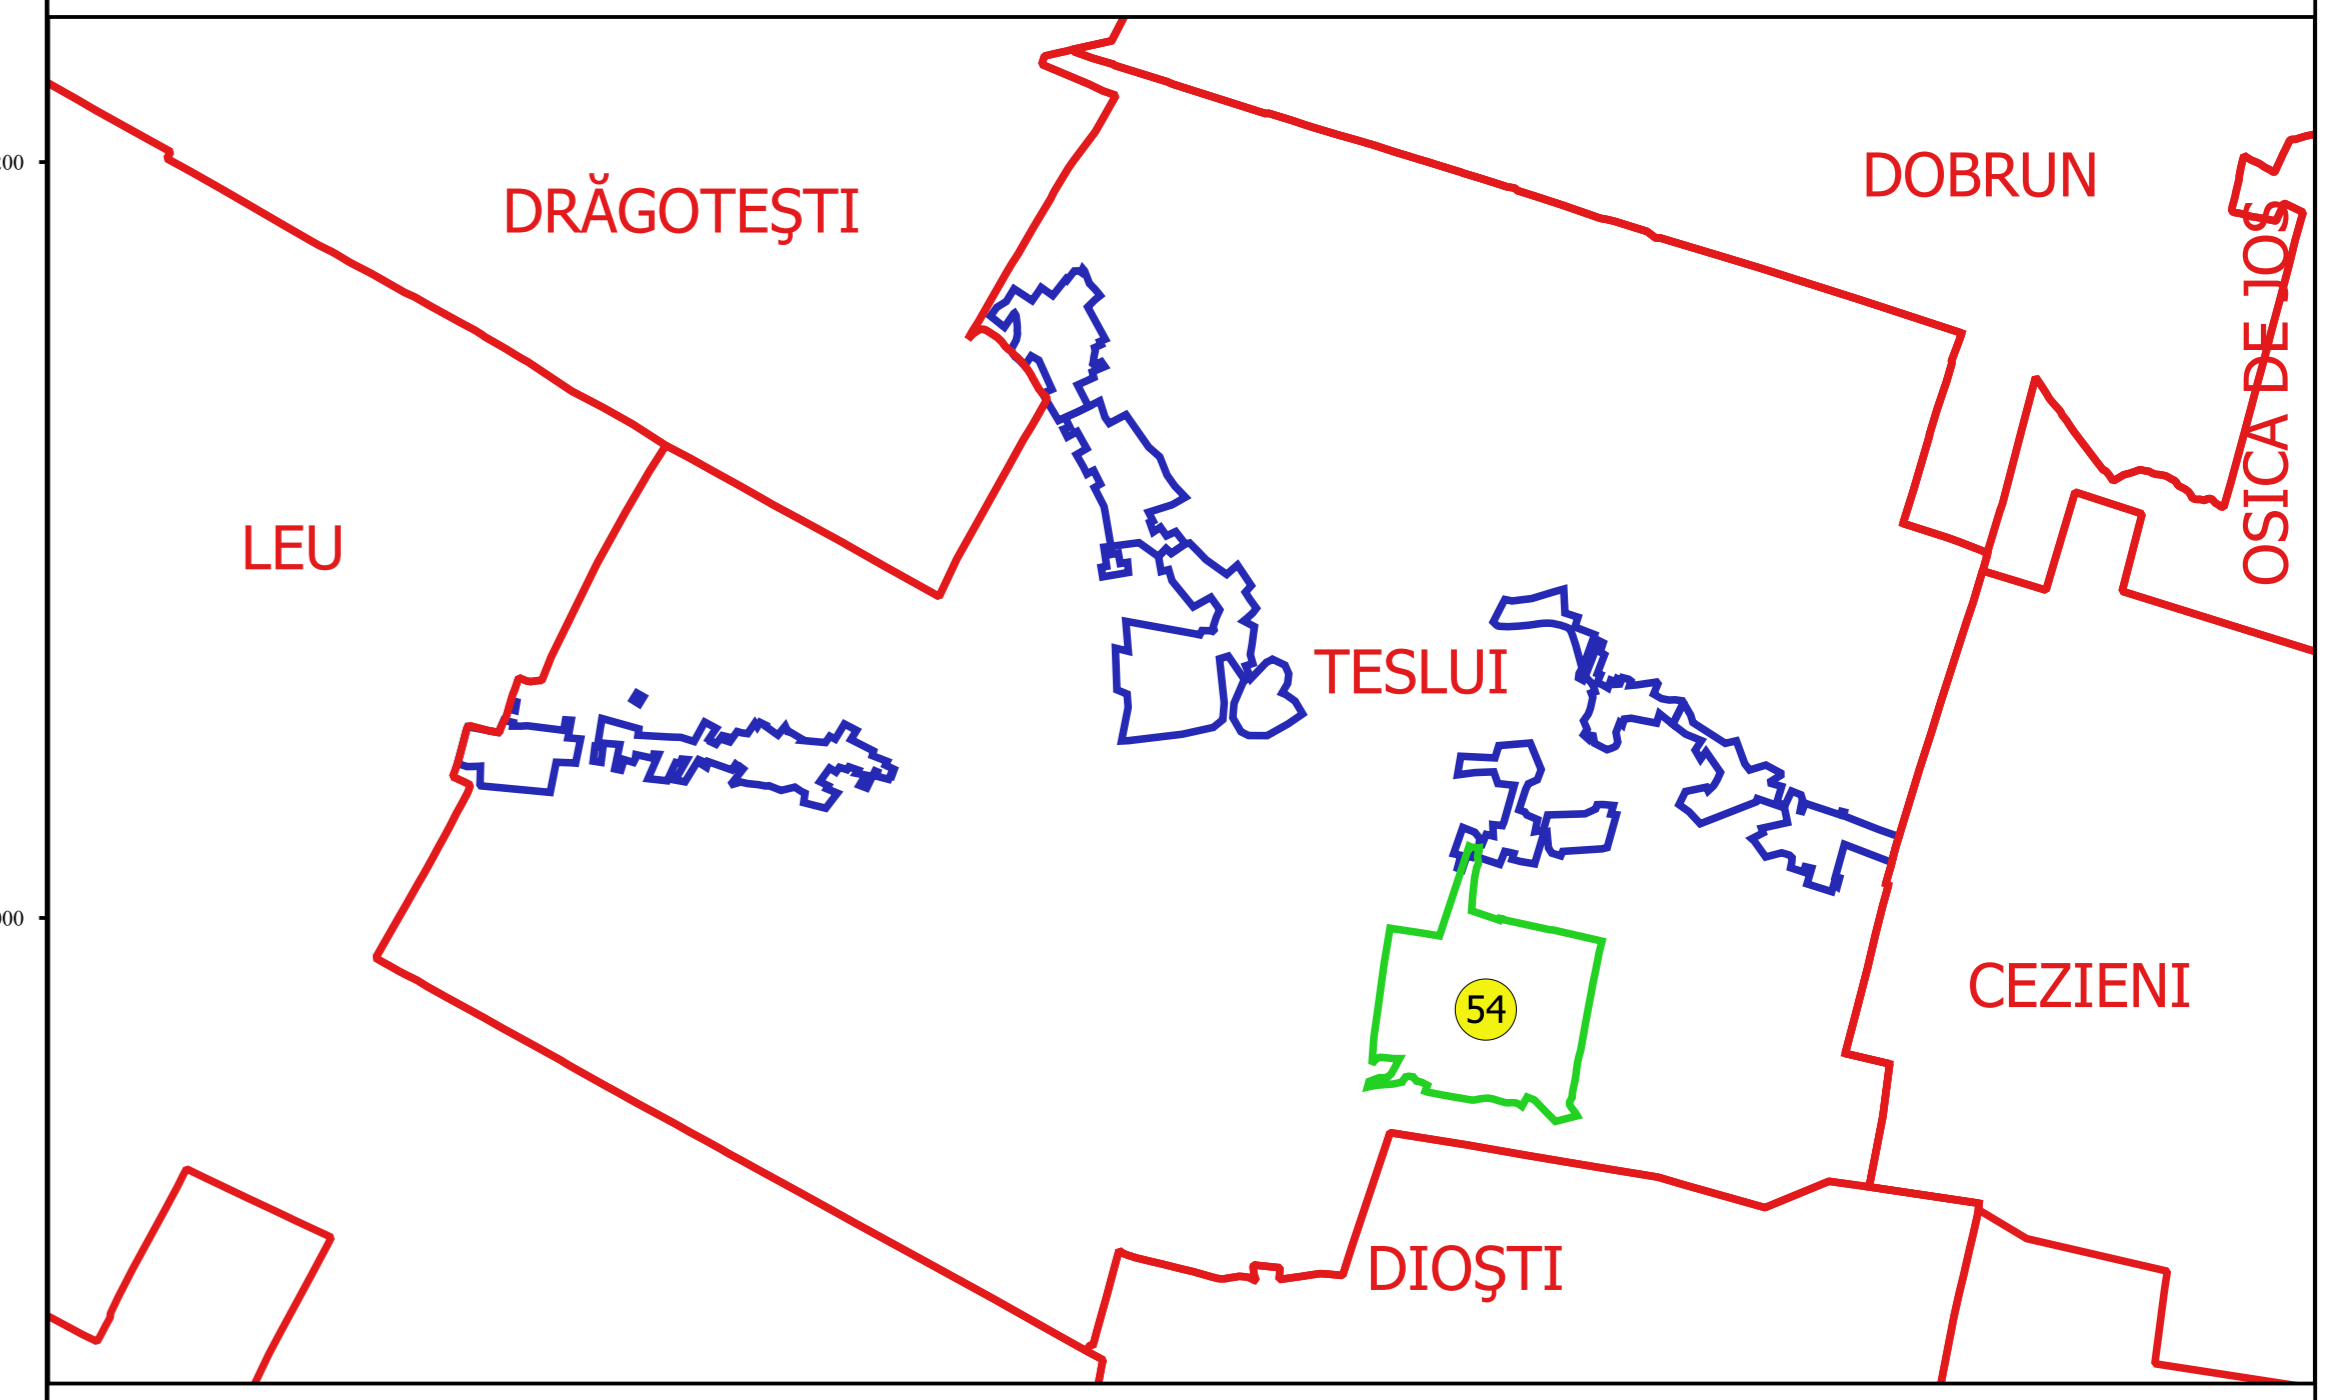 DOBRUN
DRĂGOTEŞTI
OSICA DE JOS
LEU
TESLUI
CEZIENI
54
DIOŞTI